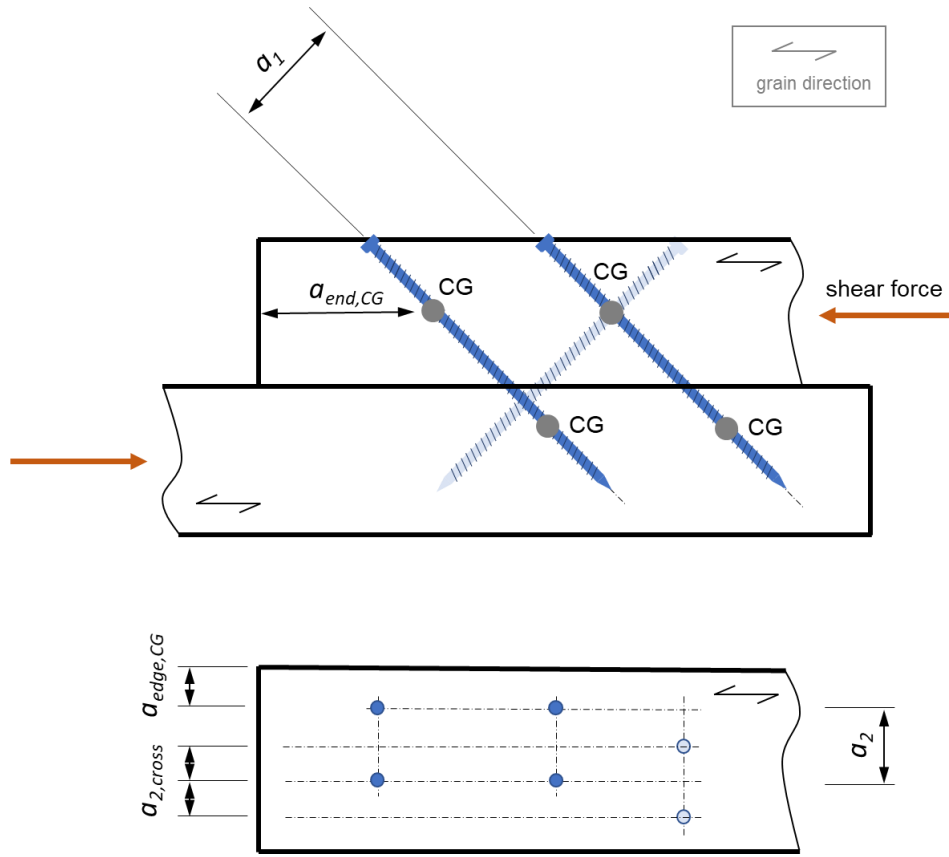 a1
grain direction
CG
CG
aend,CG
shear force
CG
CG
aedge,CG
a2,cross
a2